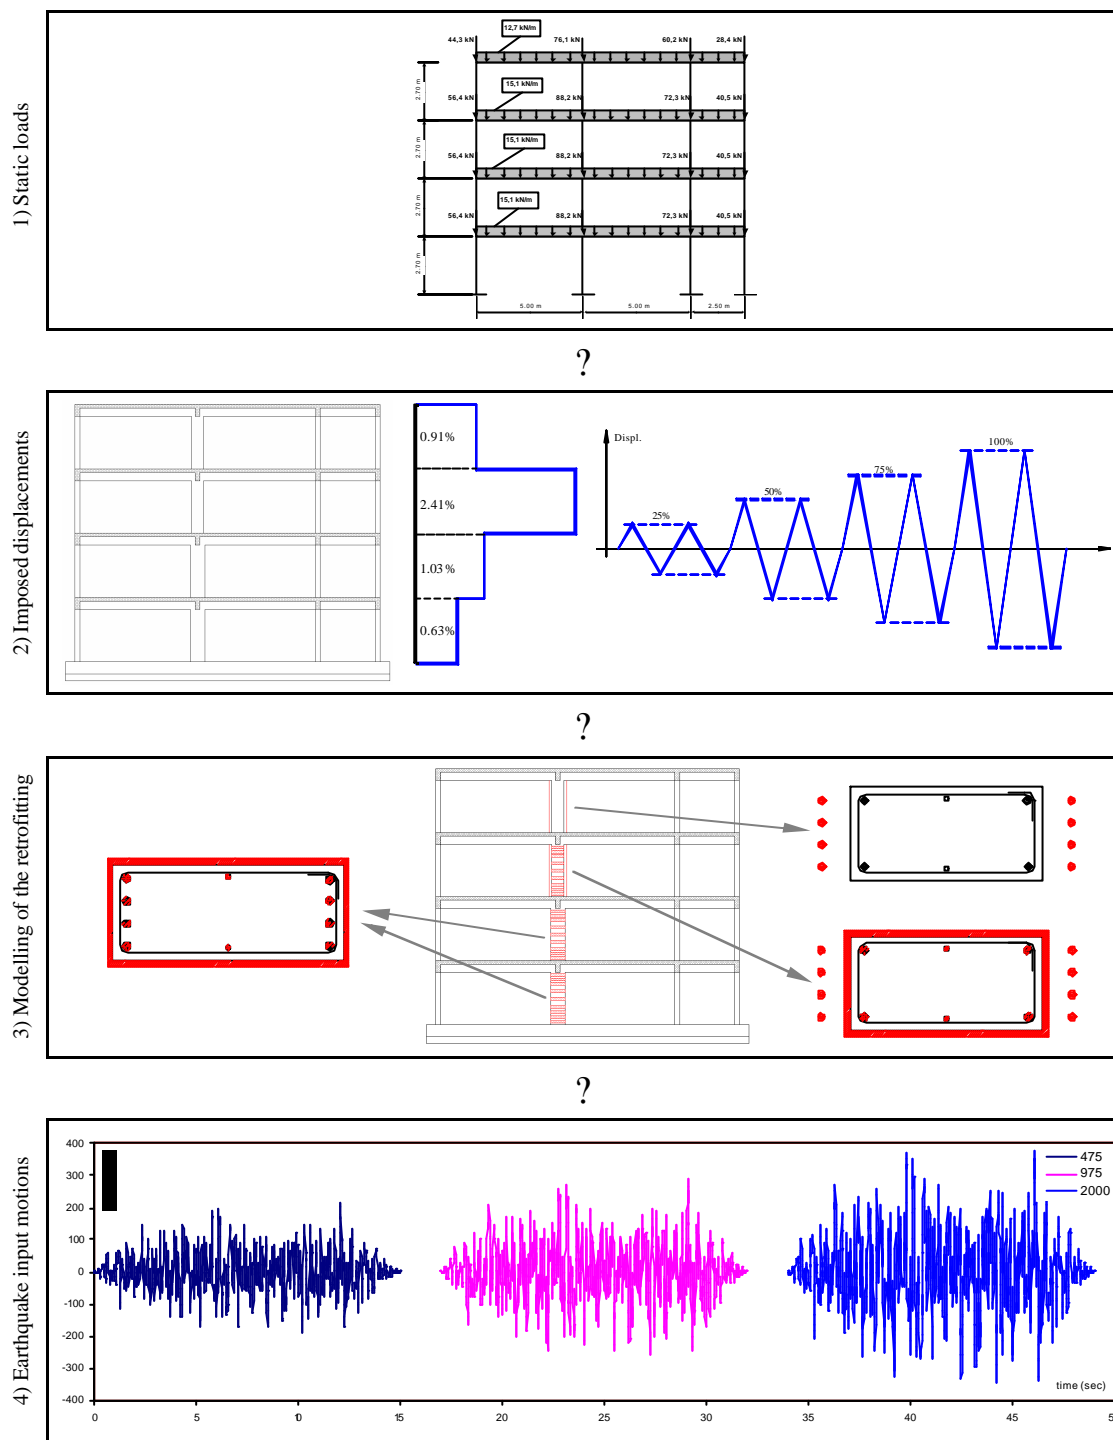 1) Static loads
12,7 kN/m
44,3 kN 76,1 kN 60,2 kN 28,4 kN
2.70 m
15,1 kN/m
56,4 kN 88,2 kN 72,3 kN 40,5 kN
2.70 m
15,1 kN/m
56,4 kN 88,2 kN 72,3 kN 40,5 kN
2.70 m
15,1 kN/m
56,4 kN 88,2 kN 72,3 kN 40,5 kN
2.70 m
5.00 m 5.00 m 2.50 m
?
2) Imposed displacements
0.91%
2.41%
1.03%
0.63%
Displ.
25%
50%
75%
100%
?
3) Modelling of the retrofitting
?
4) Earthquake input motions
400
300
200
100
0
-100
-200
-300
-400
475
975
2000
time (sec)
0 5 10 15 20 25 30 35 40 45 5